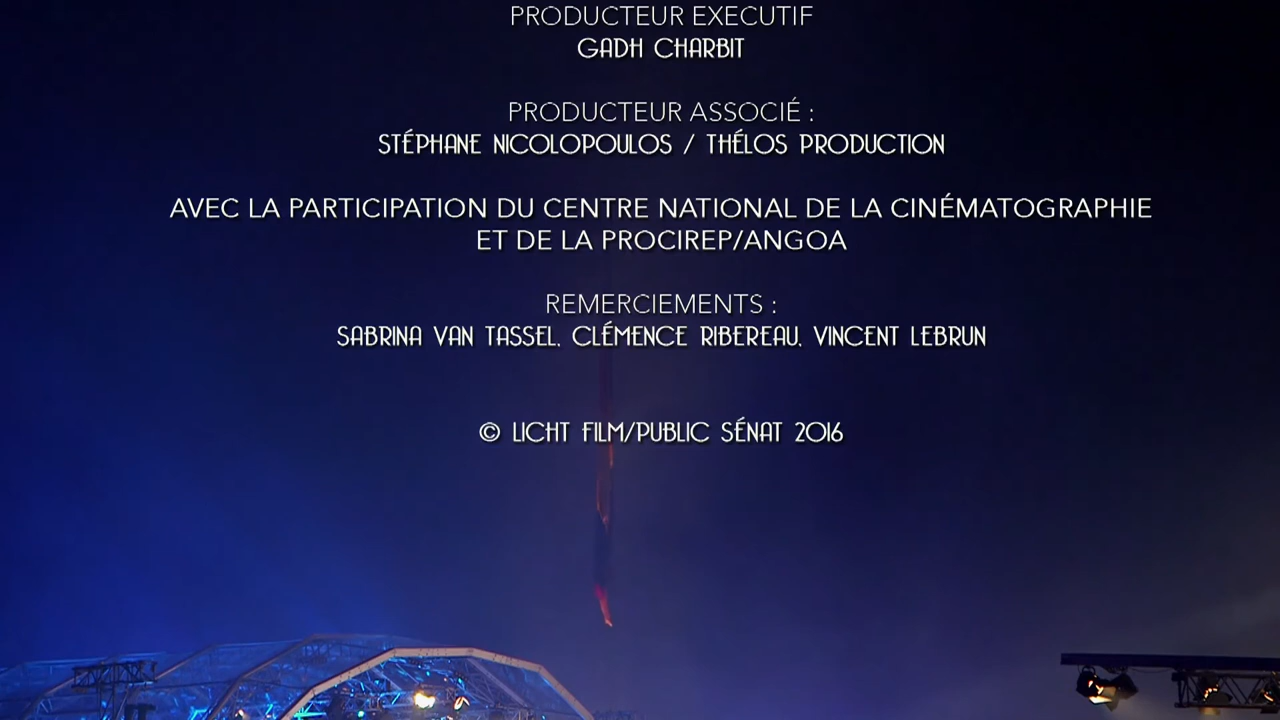 PRODUCTEUR EXECUTIF
GADH CHARBIT
PRODUCTEUR ASSOCIÉ :
STÉPHANE NICOLOPOULOS / THÉLOS PRODUCTION
AVEC LA PARTICIPATION DU CENTRE NATIONAL DE LA CINÉMATOGRAPHIE
ET DE LA PROCIREP/ANGOA
REMERCIEMENTS :
SABRINA VAN TASSEL, CLÉMENCE RIBEREAU, VINCENT LEBRUN
© LICHT FILM/PUBLIC SÉNAT 2016